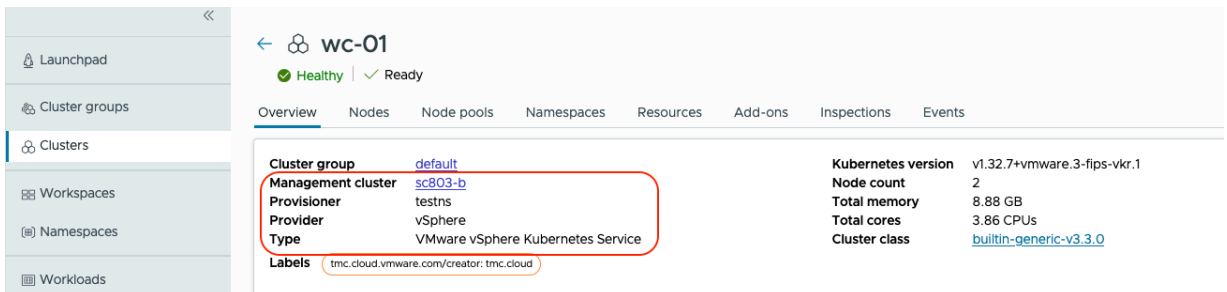 «
Launchpad
Cluster groups
Clusters
Workspaces
Namespaces
Workloads
← wc-01
Healthy Ready
Overview Nodes Node pools Namespaces Resources Add-ons Inspections Events
Cluster group default
Management cluster sc803-b
Provisioner testns
Provider vSphere
Type VMware vSphere Kubernetes Service
Labels tmc.cloud.vmware.com/creator: tmc.cloud
Kubernetes version v1.32.7+vmware.3-fips-vkr.1
Node count 2
Total memory 8.88 GB
Total cores 3.86 CPUs
Cluster class builtin-generic-v3.3.0